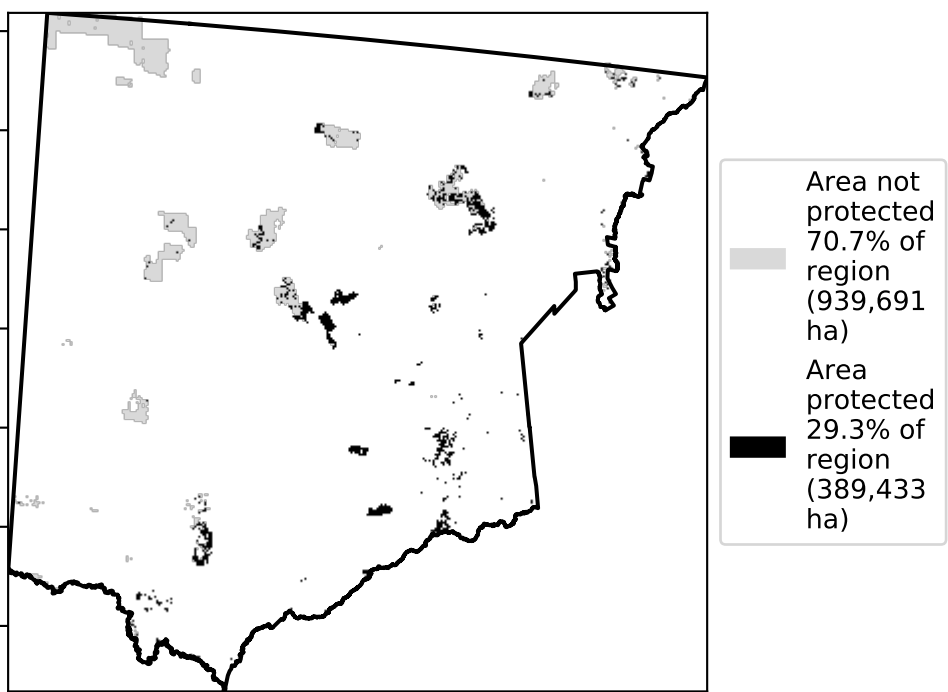 Area not
protected
70.7% of
region
(939,691
ha)
Area
protected
29.3% of
region
(389,433
ha)